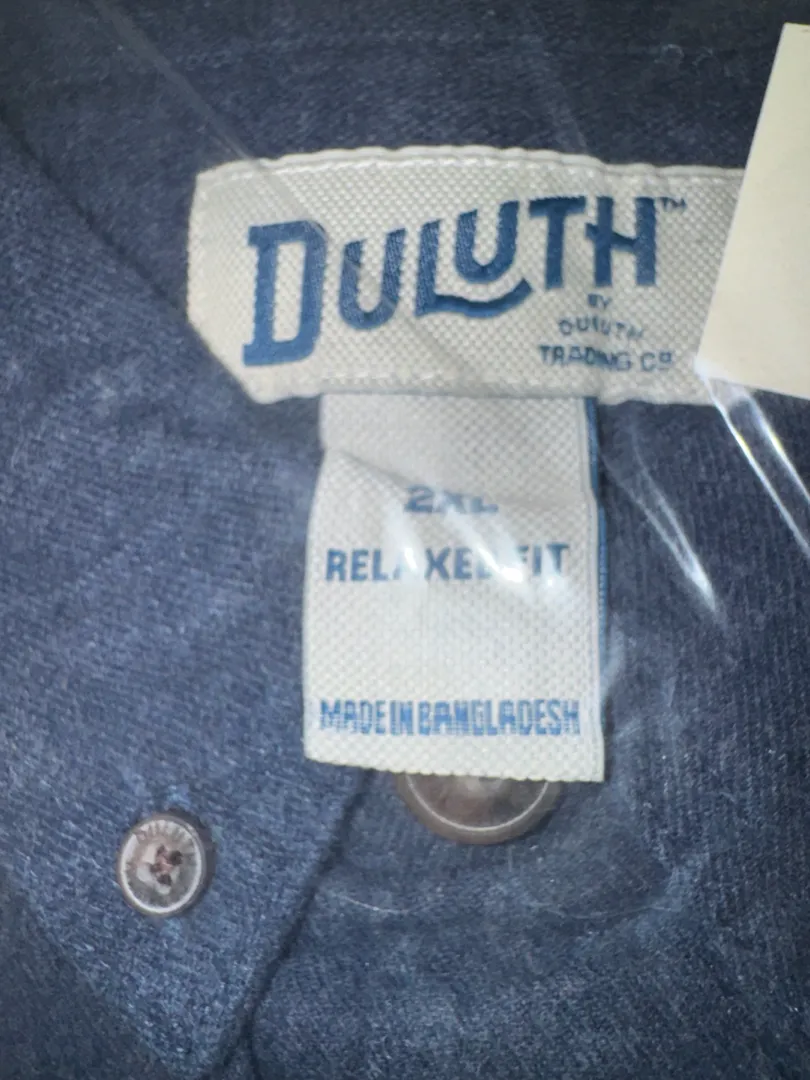 DULUTH™
BY
DULUTH
TRADING Cº
2XL
RELAXED FIT
MADE IN BANGLADESH